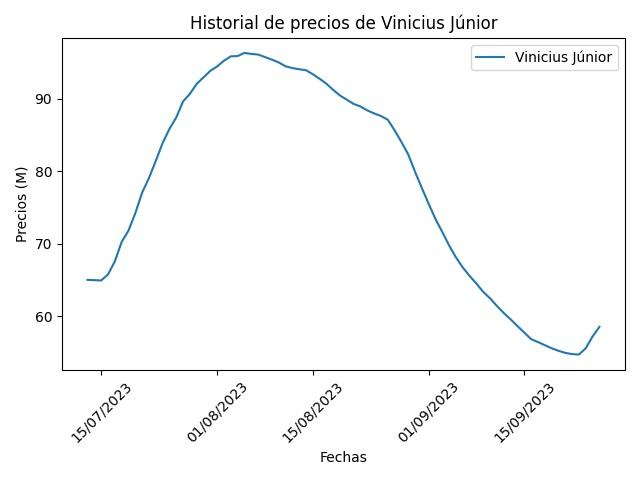 Historial de precios de Vinicius Júnior
Vinicius Júnior
Precios (M)
90
80
70
60
15/07/2023
01/08/2023
15/08/2023
01/09/2023
15/09/2023
Fechas